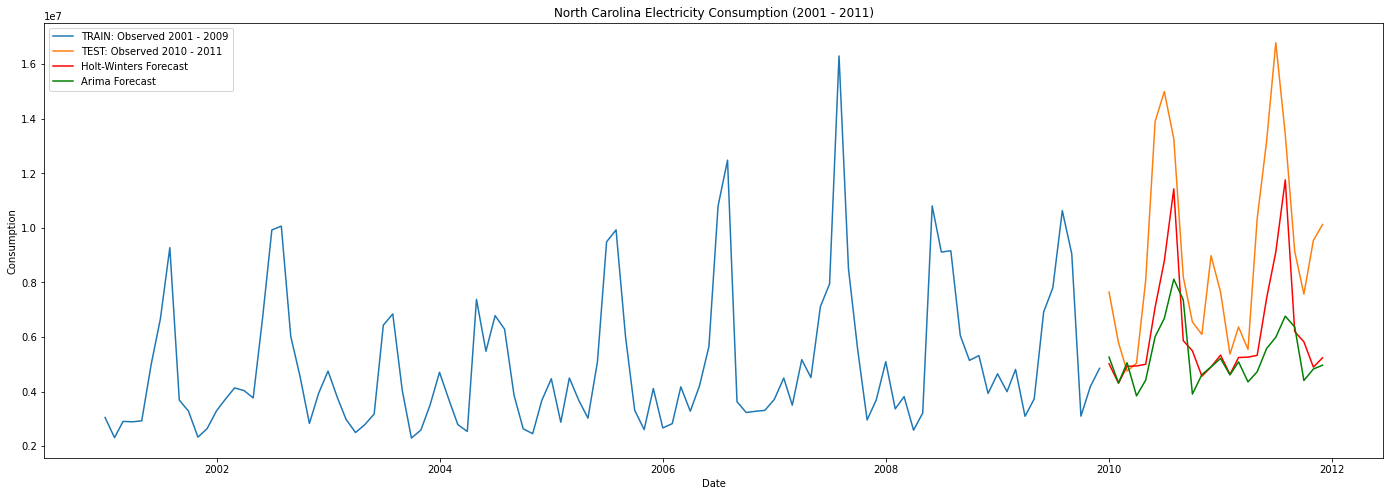 North Carolina Electricity Consumption (2001 - 2011)
1e7
TRAIN: Observed 2001 - 2009
TEST: Observed 2010 - 2011
Holt-Winters Forecast
Arima Forecast
1.6
1.4
1.2
1.0
0.8
0.6
0.4
0.2
Consumption
2002
2004
2006
2008
2010
2012
Date